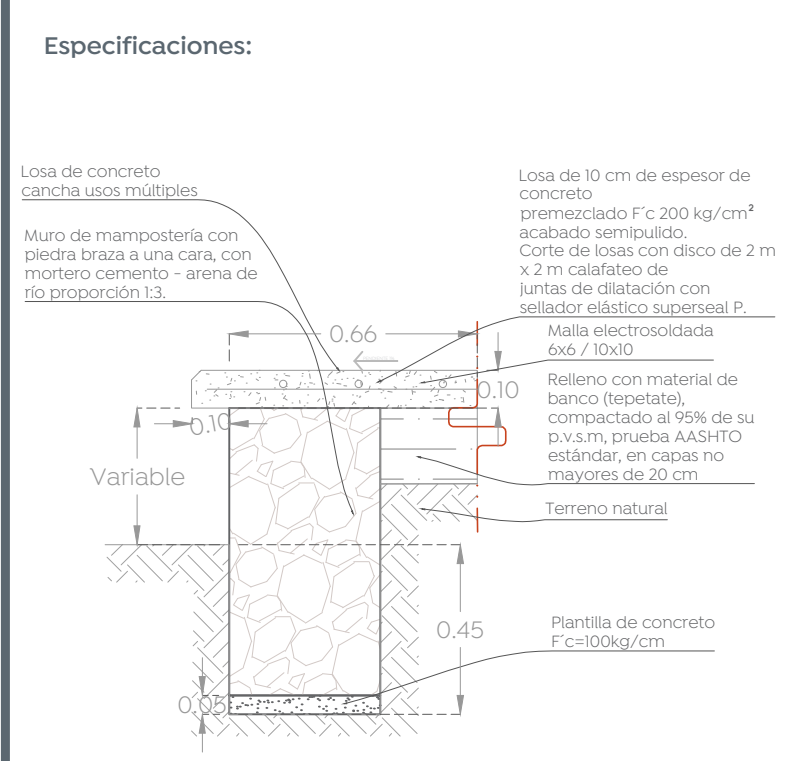 Especificaciones:
Losa de concreto
cancha usos múltiples
Muro de mampostería con
piedra braza a una cara, con
mortero cemento - arena de
río proporción 1:3.
Losa de 10 cm de espesor de
concreto
premezclado F´c 200 kg/cm²
acabado semipulido.
Corte de losas con disco de 2 m
x 2 m calafateo de
juntas de dilatación con
sellador elástico superseal P.
Malla electrosoldada
6x6 / 10x10
Relleno con material de
banco (tepetate),
compactado al 95% de su
p.v.s.m, prueba AASHTO
estándar, en capas no
mayores de 20 cm
Terreno natural
Plantilla de concreto
F´c=100kg/cm
0.66
0.10
0.10
Variable
0.45
0.05